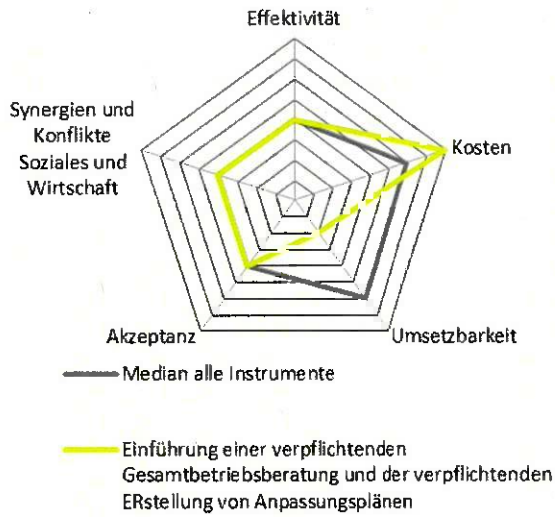 Effektivität
Synergien und
Konflikte
Soziales und
Wirtschaft
Kosten
Akzeptanz
Umsetzbarkeit
Median alle Instrumente
Einführung einer verpflichtenden
Gesamtbetriebsberatung und der verpflichtenden
ERstellung von Anpassungsplänen